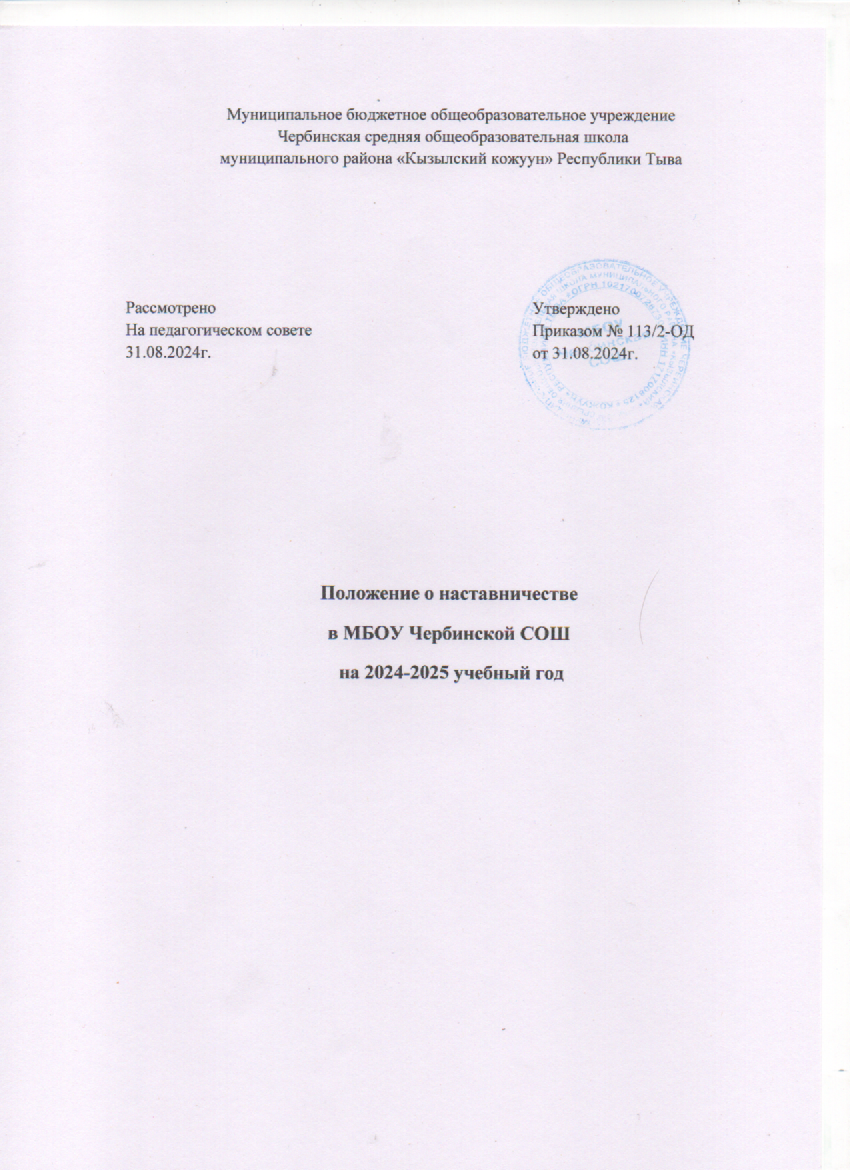 Муниципальное бюджетное общеобразовательное учреждение
Чербинская средняя общеобразовательная школа
муниципального района «Кызылский кожуун» Республики Тыва
Рассмотрено
На педагогическом совете
31.08.2024г.
Утверждено
Приказом № 113/2-ОД
от 31.08.2024г.
Положение о наставничестве
в МБОУ Чербинской СОШ
на 2024-2025 учебный год